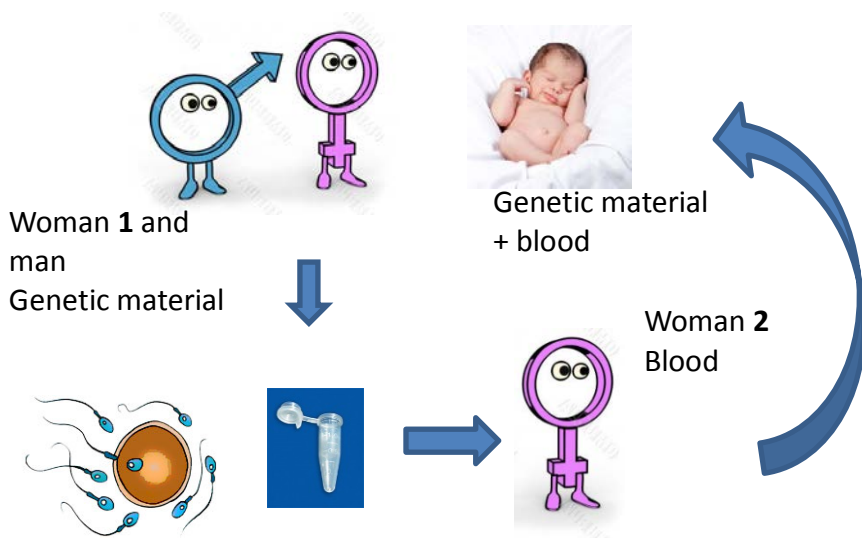 Woman 1 and
man
Genetic material
Genetic material
+ blood
Woman 2
Blood